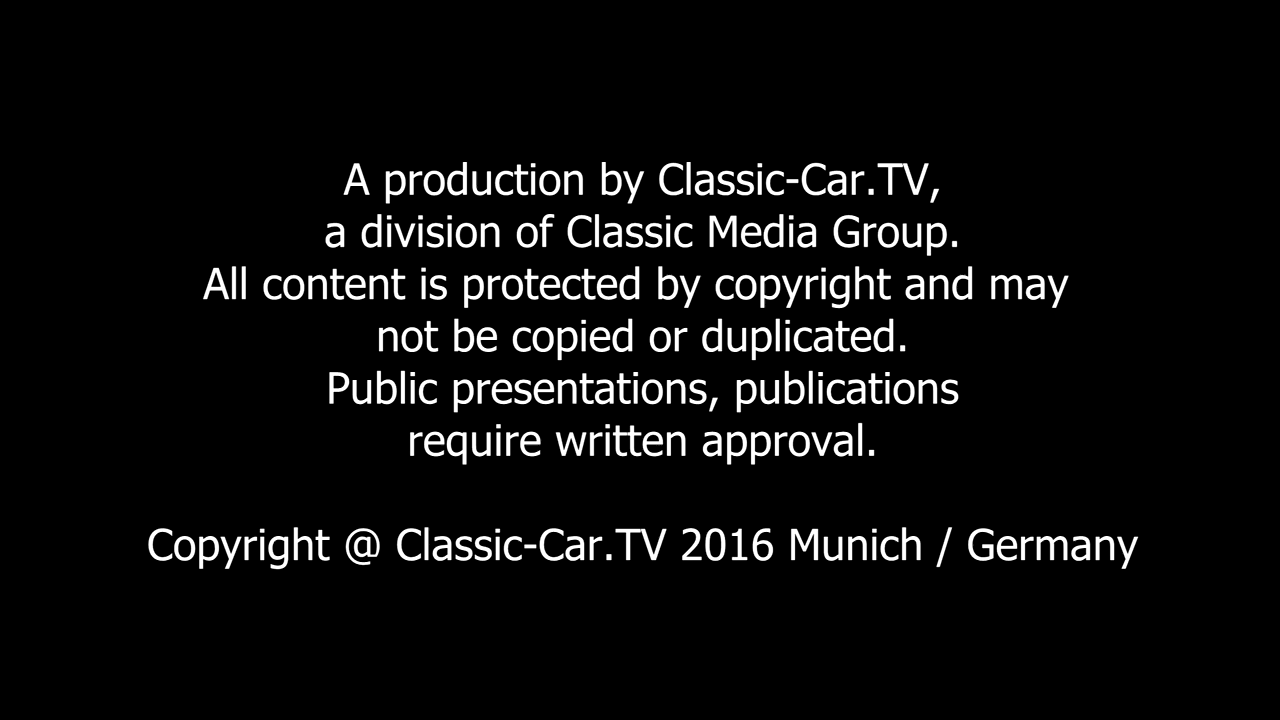 A production by Classic-Car.TV,
a division of Classic Media Group.
All content is protected by copyright and may
not be copied or duplicated.
Public presentations, publications
require written approval.
Copyright @ Classic-Car.TV 2016 Munich / Germany